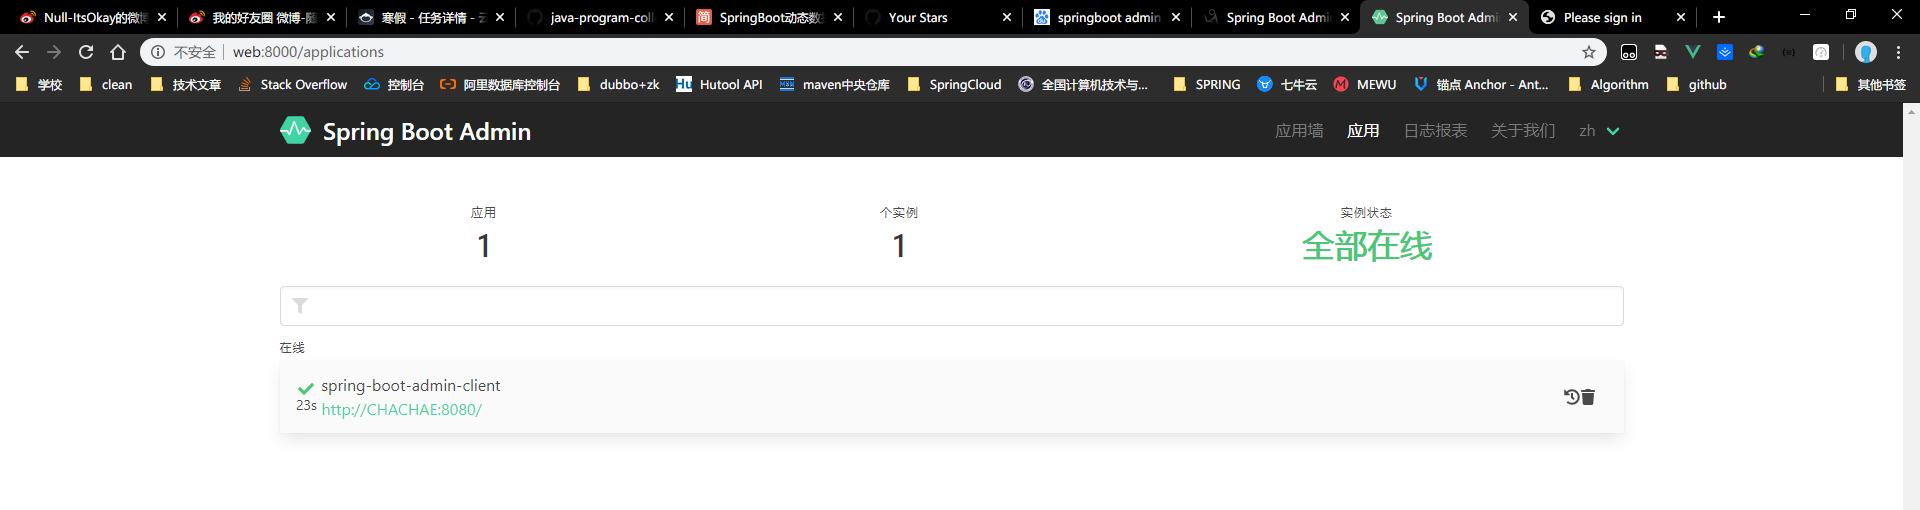 Null-ItsOkay的微博
我的好友圈 微博-随
寒假 - 任务详情 - 云
java-program-coll
SpringBoot动态数据
Your Stars
springboot admin
Spring Boot Admin
Spring Boot Admin
Please sign in
不安全 web:8000/applications
学校 clean 技术文章 Stack Overflow 控制台 阿里数据库控制台 dubbo+zk Hutool API maven中央仓库 SpringCloud 全国计算机技术与... SPRING 七牛云 MEWU 锚点 Anchor - Ant... Algorithm github 其他书签
Spring Boot Admin
应用墙 应用 日志报表 关于我们 zh
应用
1
个实例
1
实例状态
全部在线
在线
spring-boot-admin-client
23s http://CHACHAE:8080/